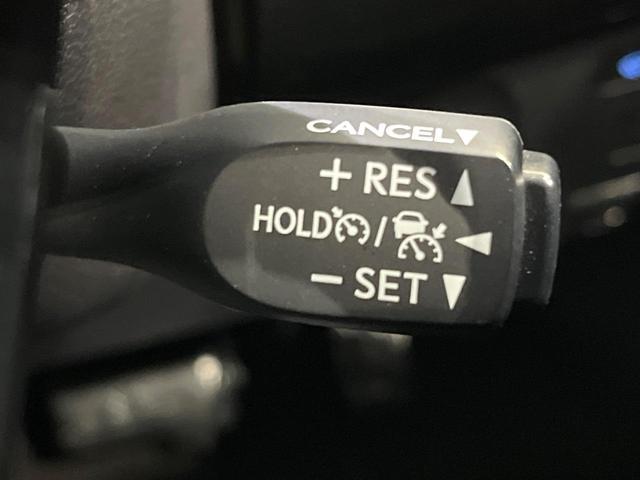 CANCEL▼
+ RES ▲
HOLD / ◀
− SET ▼